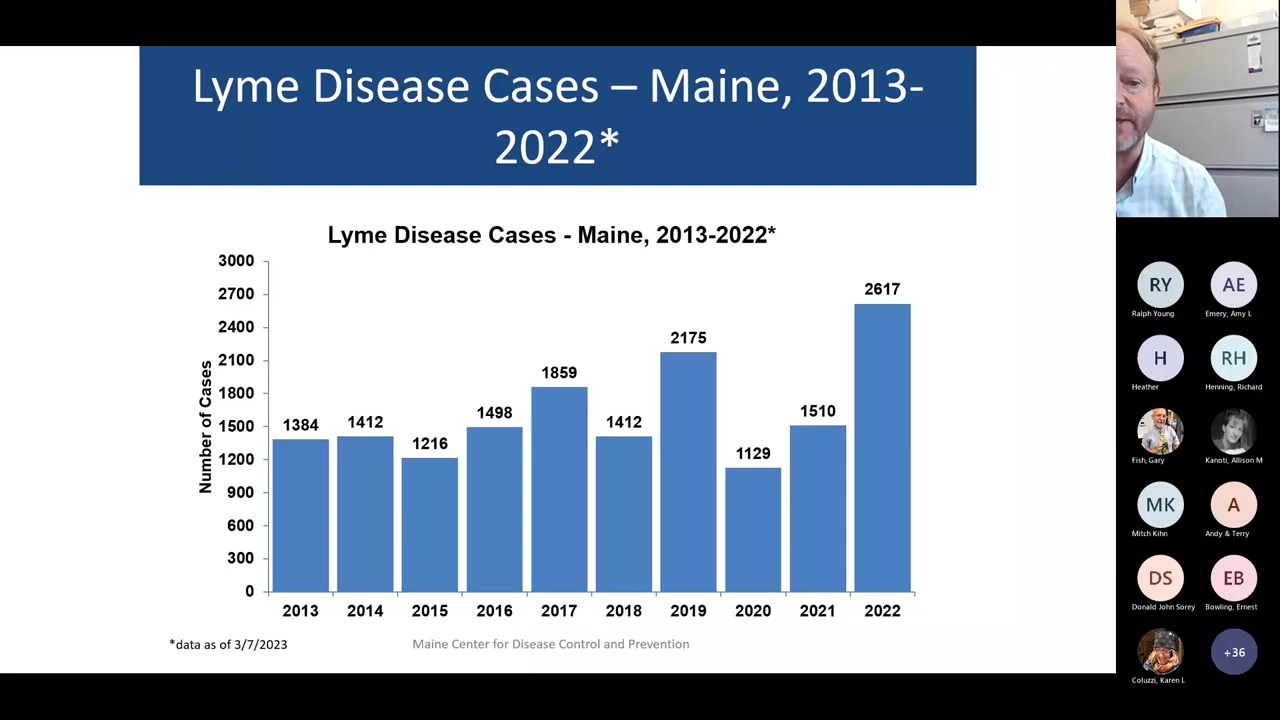 Lyme Disease Cases – Maine, 2013-
2022*
Lyme Disease Cases - Maine, 2013-2022*
Number of Cases
3000
2700
2400
2100
1800
1500
1200
900
600
300
0
1384
1412
1216
1498
1859
1412
2175
1129
1510
2617
2013 2014 2015 2016 2017 2018 2019 2020 2021 2022
*data as of 3/7/2023
Maine Center for Disease Control and Prevention
RY AE
Ralph Young Emery, Amy L
H RH
Heather Henning, Richard
Fish, Gary Kanoti, Allison M
MK A
Mitch Kihn Andy & Terry
DS EB
Donald John Sorey Bowling, Ernest
+36
Coluzzi, Karen L